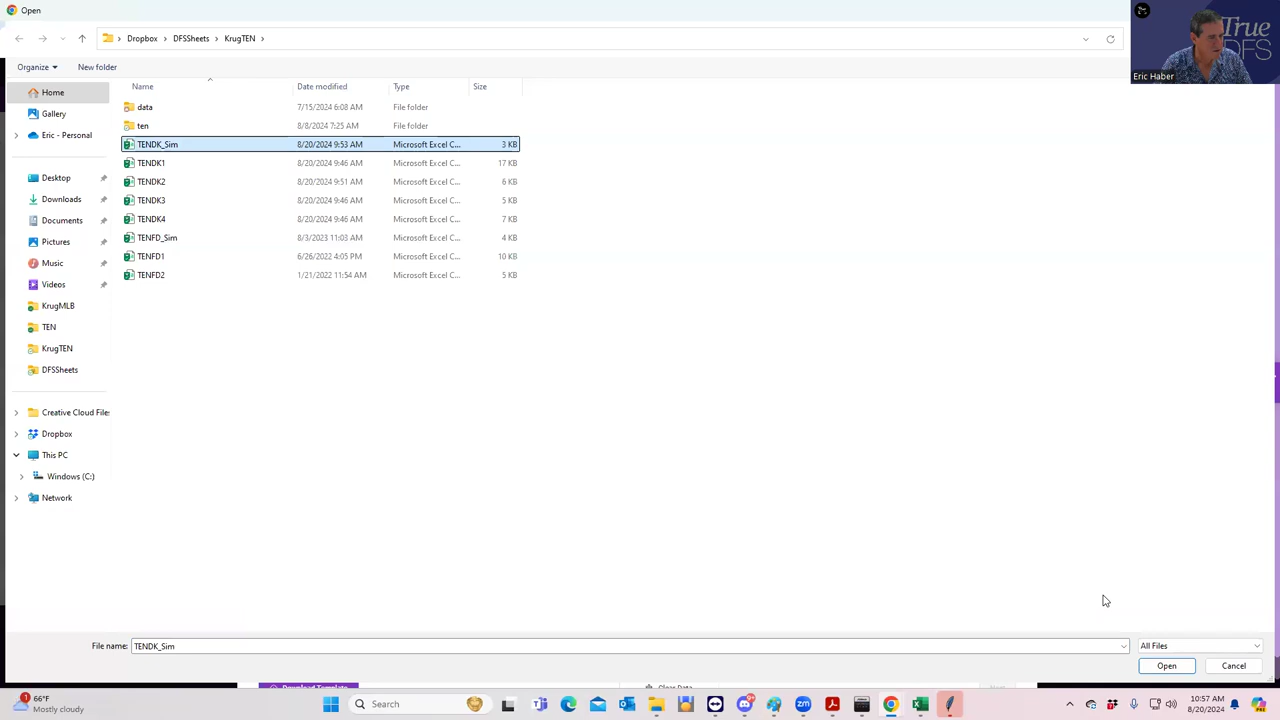 Open
Dropbox DFSSheets KrugTEN
Organize New folder
Name Date modified Type Size
Home
Gallery
Eric - Personal
Desktop
Downloads
Documents
Pictures
Music
Videos
KrugMLB
TEN
KrugTEN
DFSSheets
Creative Cloud Files
Dropbox
This PC
Windows (C:)
Network
data 7/15/2024 6:08 AM File folder
ten 8/8/2024 7:25 AM File folder
TENDK_Sim 8/20/2024 9:53 AM Microsoft Excel C... 3 KB
TENDK1 8/20/2024 9:46 AM Microsoft Excel C... 17 KB
TENDK2 8/20/2024 9:51 AM Microsoft Excel C... 6 KB
TENDK3 8/20/2024 9:46 AM Microsoft Excel C... 5 KB
TENDK4 8/20/2024 9:46 AM Microsoft Excel C... 7 KB
TENFD_Sim 8/3/2023 11:03 AM Microsoft Excel C... 4 KB
TENFD1 6/26/2022 4:05 PM Microsoft Excel C... 10 KB
TENFD2 1/21/2022 11:54 AM Microsoft Excel C... 5 KB
True
DFS
Eric Haber
File name: TENDK_Sim All Files
Open Cancel
Download Template Clear Data
1 66°F
Mostly cloudy
Search
10:57 AM
8/20/2024